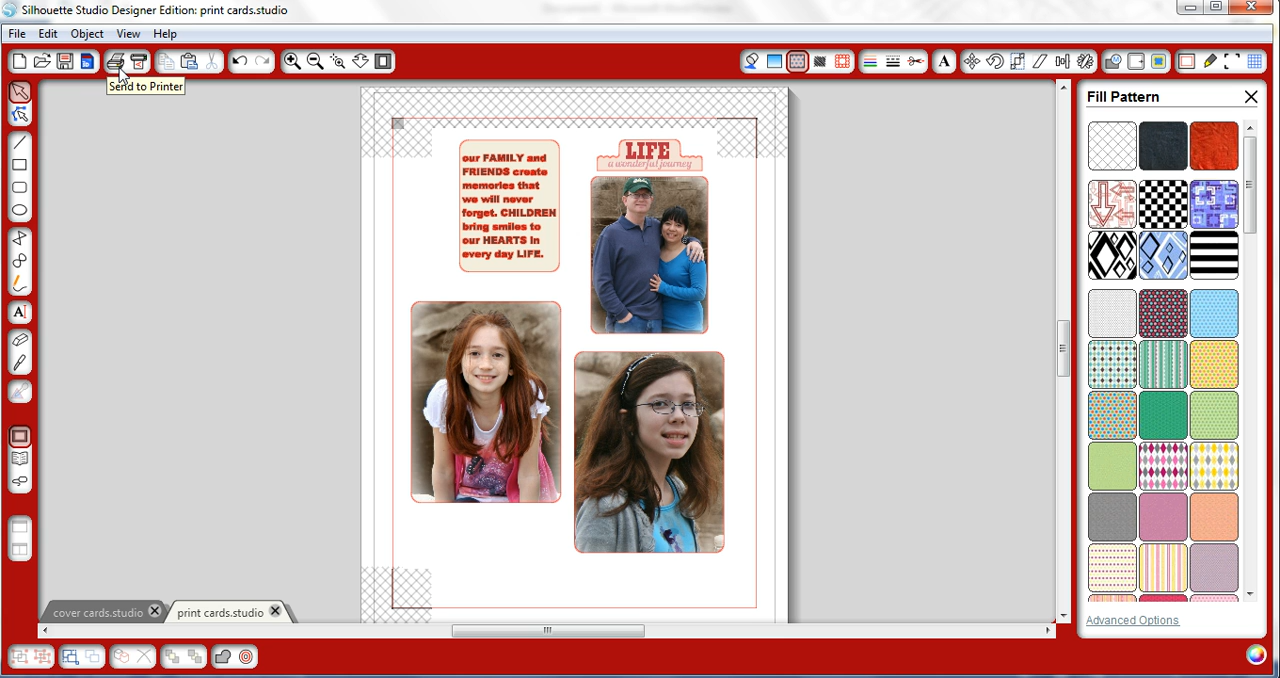 Silhouette Studio Designer Edition: print cards.studio
File Edit Object View Help
Send to Printer
Fill Pattern
our FAMILY and
FRIENDS create
memories that
we will never
forget. CHILDREN
bring smiles to
our HEARTS in
every day LIFE.
LIFE
a wonderful journey
cover cards.studio
print cards.studio
Advanced Options